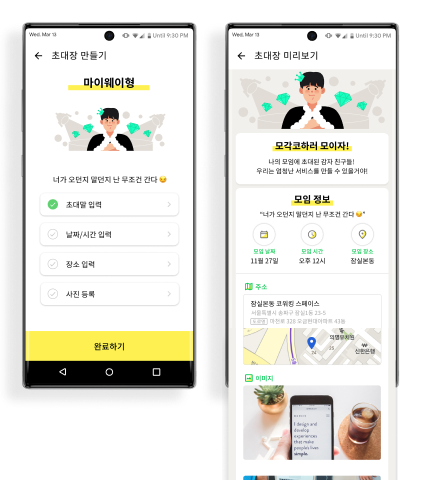 Wed, Mar 13
Until 9:30 PM
초대장 만들기
마이웨이형
너가 오던지 말던지 난 무조건 간다
초대말 입력
날짜/시간 입력
장소 입력
사진 등록
완료하기
Wed, Mar 13
Until 9:30 PM
초대장 미리보기
모각코하러 모이자!
나의 모임에 초대된 감자 친구들!
우리는 엄청난 서비스를 만들 수 있을거야!
모임 정보
"너가 오던지 말던지 난 무조건 간다 "
모임 날짜
모임 시간
모임 장소
11월 27일
오후 12시
잠실본동
주소
잠실본동 코워킹 스페이스
서울특별시 송파구 잠실1동 23-5
도로명
신한은행
24
25
이미지
I design and
develop
experiences
that make
peoples lives
simple.